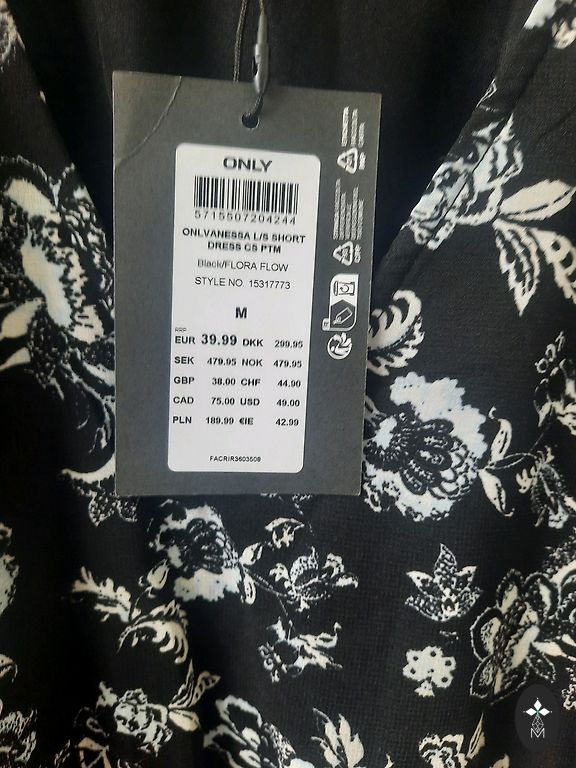 ONLY
5715507204244
ONLVANESSA L/S SHORT
DRESS CS PTM
Black/FLORA FLOW
STYLE NO. 15317773
M
RRP
EUR 39.99 DKK 299.95
SEK 479.95 NOK 479.95
GBP 38.00 CHF 44.90
CAD 75.00 USD 49.00
PLN 189.99 €IE 42.99
FACRIR3603508